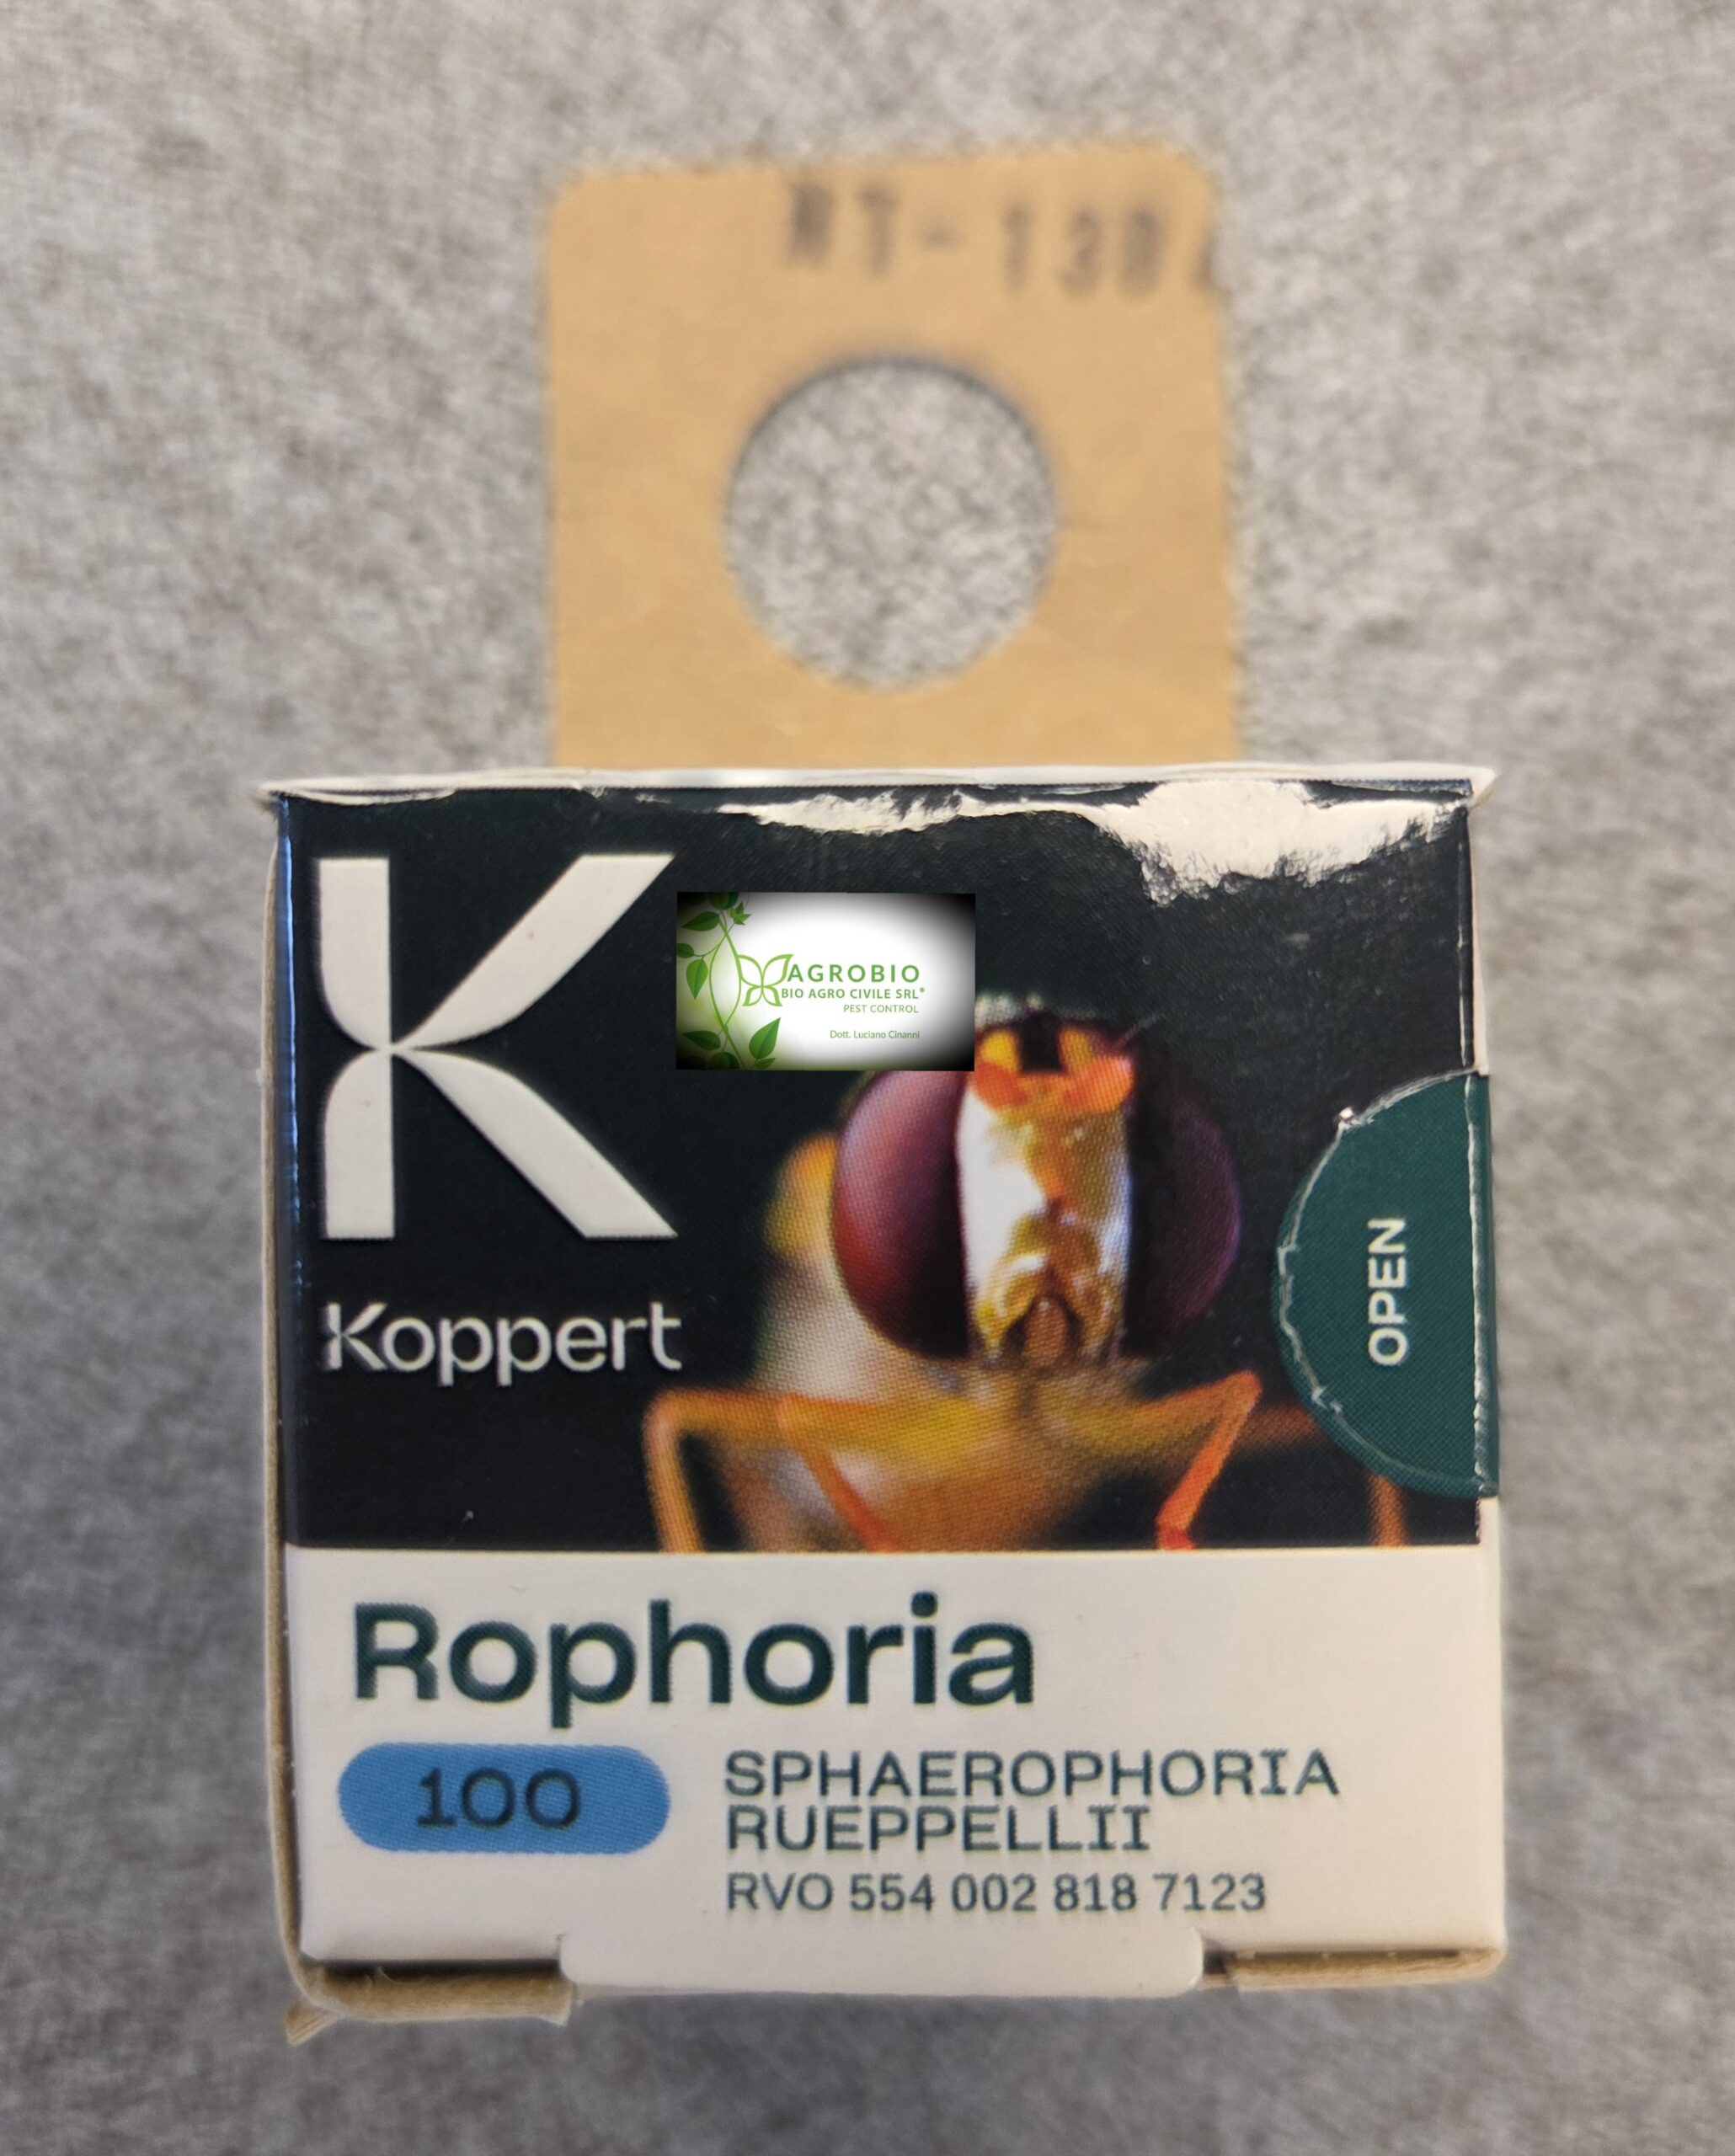 AGROBIO
BIO AGRO CIVILE SRL®
PEST CONTROL
Dott. Luciano Cinanni
Koppert
OPEN
Rophoria
100
SPHAEROPHORIA
RUEPPELLII
RVO 554 002 818 7123